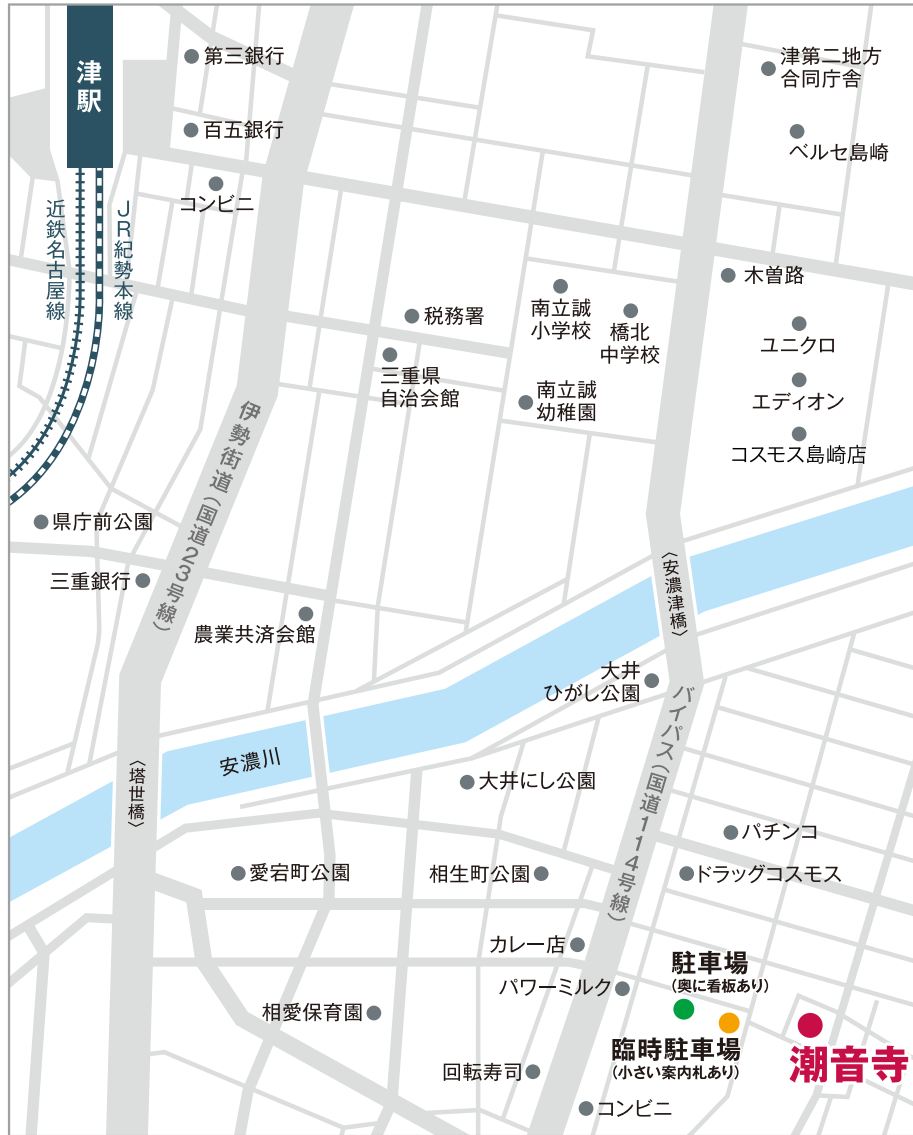 津駅
第三銀行
百五銀行
コンビニ
近鉄名古屋線
JR紀勢本線
津第二地方
合同庁舎
ベルセ島崎
木曽路
税務署
南立誠
小学校
橋北
中学校
ユニクロ
三重県
自治会館
南立誠
幼稚園
エディオン
コスモス島崎店
伊勢街道(国道23号線)
県庁前公園
三重銀行
農業共済会館
〈安濃津橋〉
大井
ひがし公園
バイパス(国道114号線)
安濃川
〈塔世橋〉
大井にし公園
パチンコ
愛宕町公園
相生町公園
ドラッグコスモス
カレー店
パワーミルク
駐車場
(奥に看板あり)
相愛保育園
臨時駐車場
(小さい案内札あり)
潮音寺
回転寿司
コンビニ